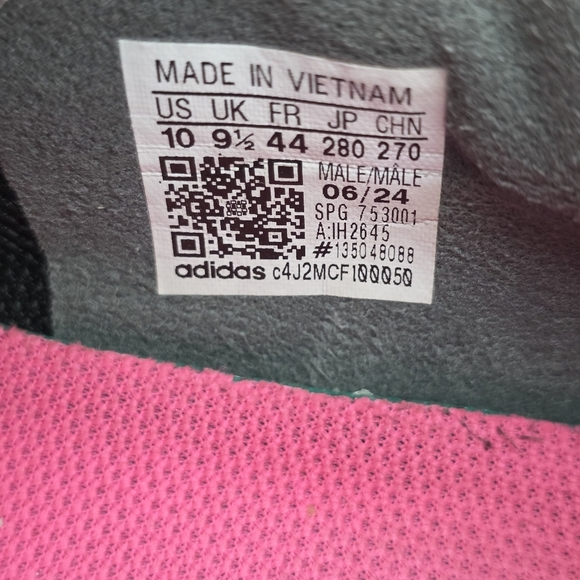 MADE IN VIETNAM
US UK FR JP CHN
10 9½ 44 280 270
MALE/MÂLE
06/24
SPG 753001
A:IH2645
#135048088
adidas c4J2MCF100050